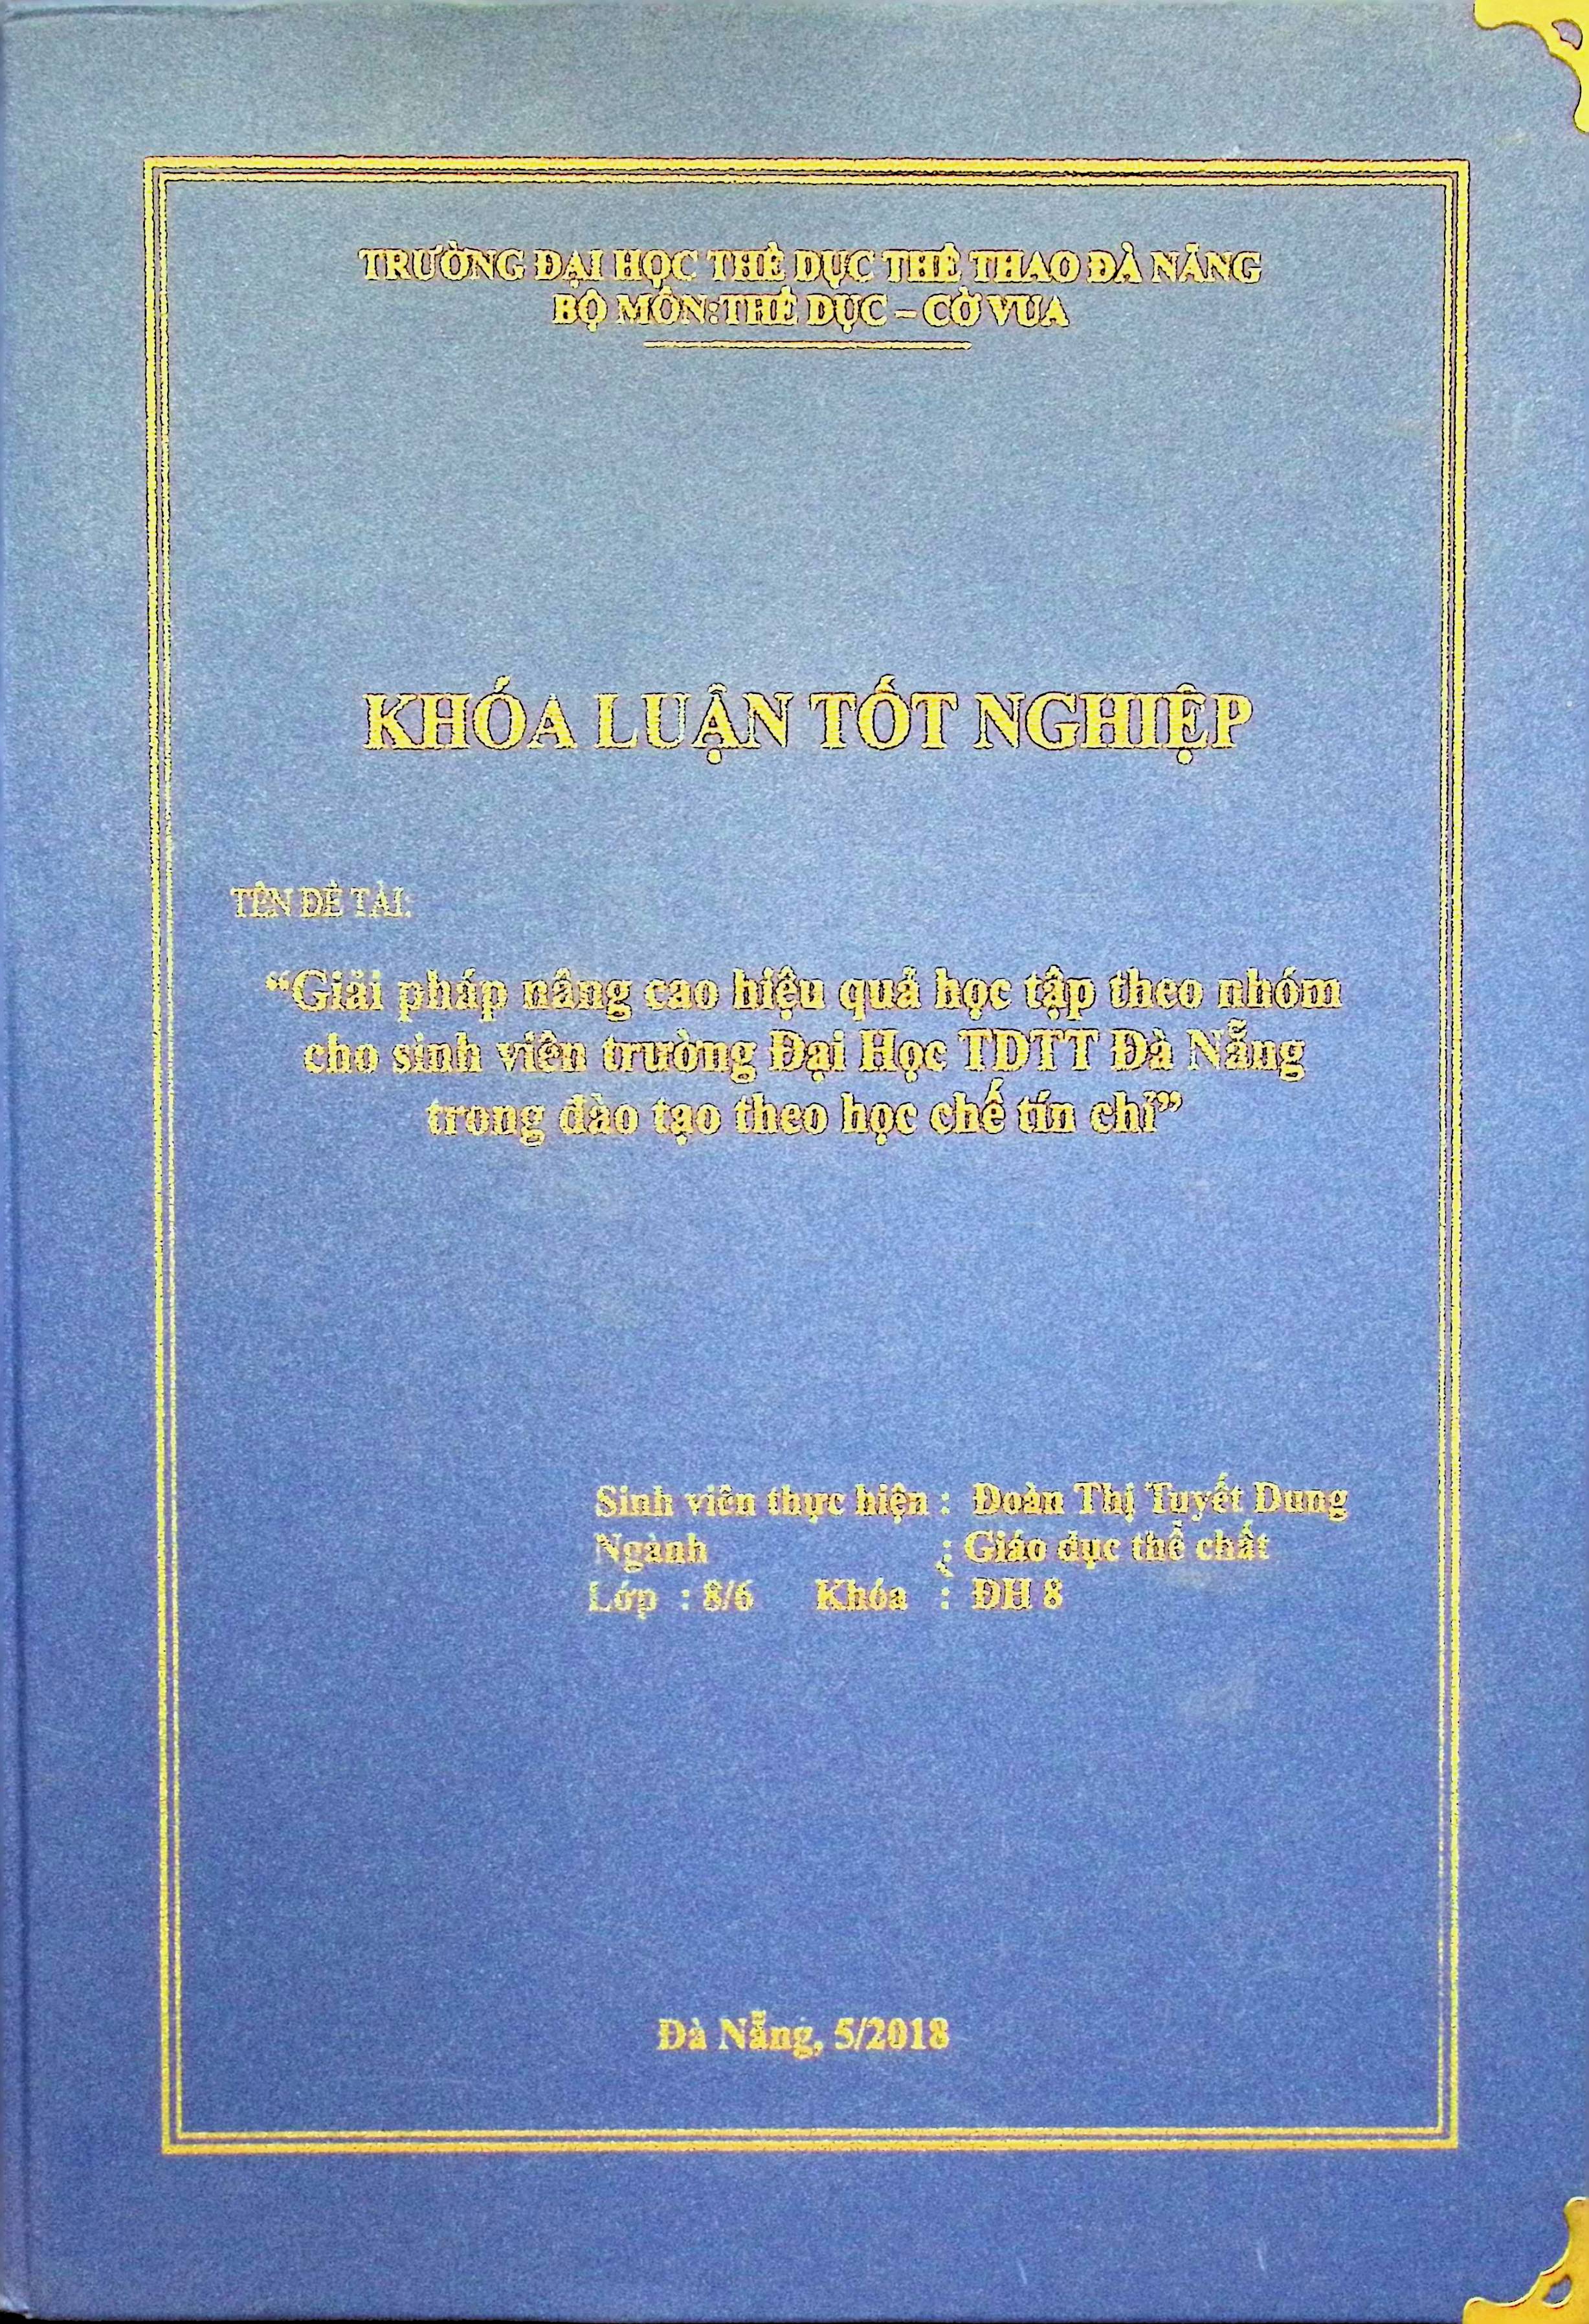 TRƯỜNG ĐẠI HỌC THỂ DỤC THỂ THAO ĐÀ NẴNG
BỘ MÔN:THỂ DỤC – CỜ VUA
KHÓA LUẬN TỐT NGHIỆP
TÊN ĐỀ TÀI:
“Giải pháp nâng cao hiệu quả học tập theo nhóm
cho sinh viên trường Đại Học TDTT Đà Nẵng
trong đào tạo theo học chế tín chỉ”
Sinh viên thực hiện : Đoàn Thị Tuyết Dung
Ngành : Giáo dục thể chất
Lớp : 8/6 Khóa : ĐH 8
Đà Nẵng, 5/2018